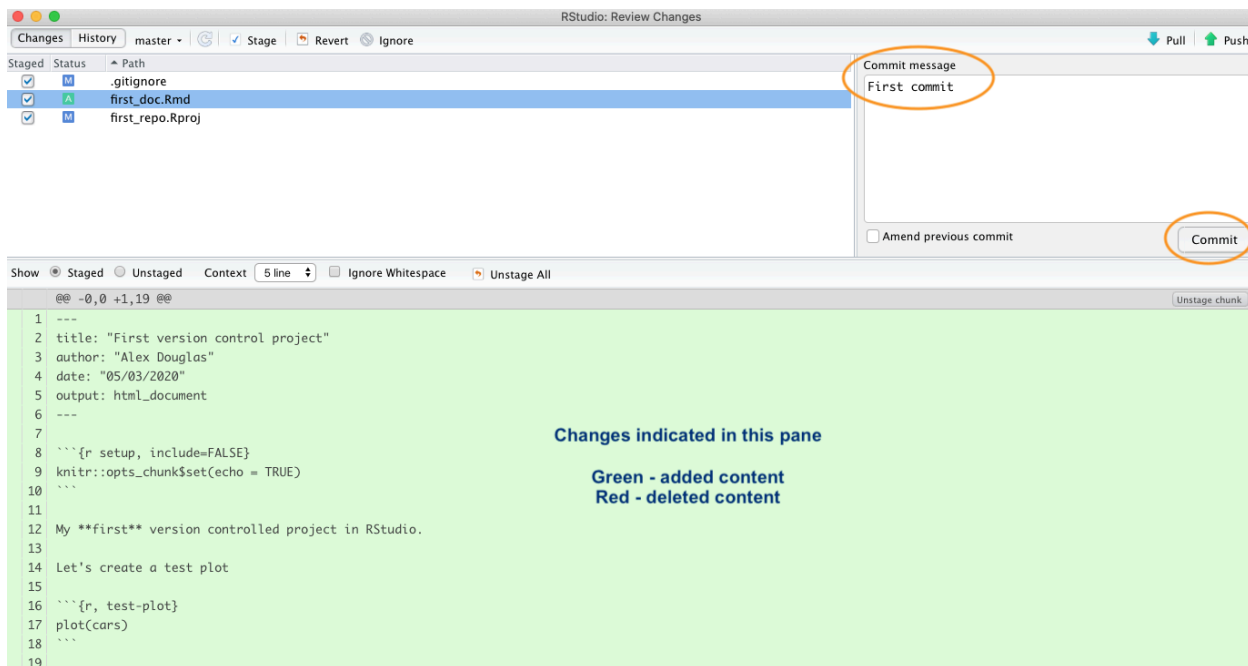 RStudio: Review Changes
Changes History master Stage Revert Ignore Pull Push
Staged Status Path Commit message
M .gitignore First commit
A first_doc.Rmd
M first_repo.Rproj
Amend previous commit Commit
Show Staged Unstaged Context 5 line Ignore Whitespace Unstage All
@@ -0,0 +1,19 @@ Unstage chunk
1 ---
2 title: "First version control project"
3 author: "Alex Douglas"
4 date: "05/03/2020"
5 output: html_document
6 ---
7
8 ```{r setup, include=FALSE}
9 knitr::opts_chunk$set(echo = TRUE)
10 ```
11
12 My **first** version controlled project in RStudio.
13
14 Let's create a test plot
15
16 ```{r, test-plot}
17 plot(cars)
18 ```
19
Changes indicated in this pane
Green - added content
Red - deleted content